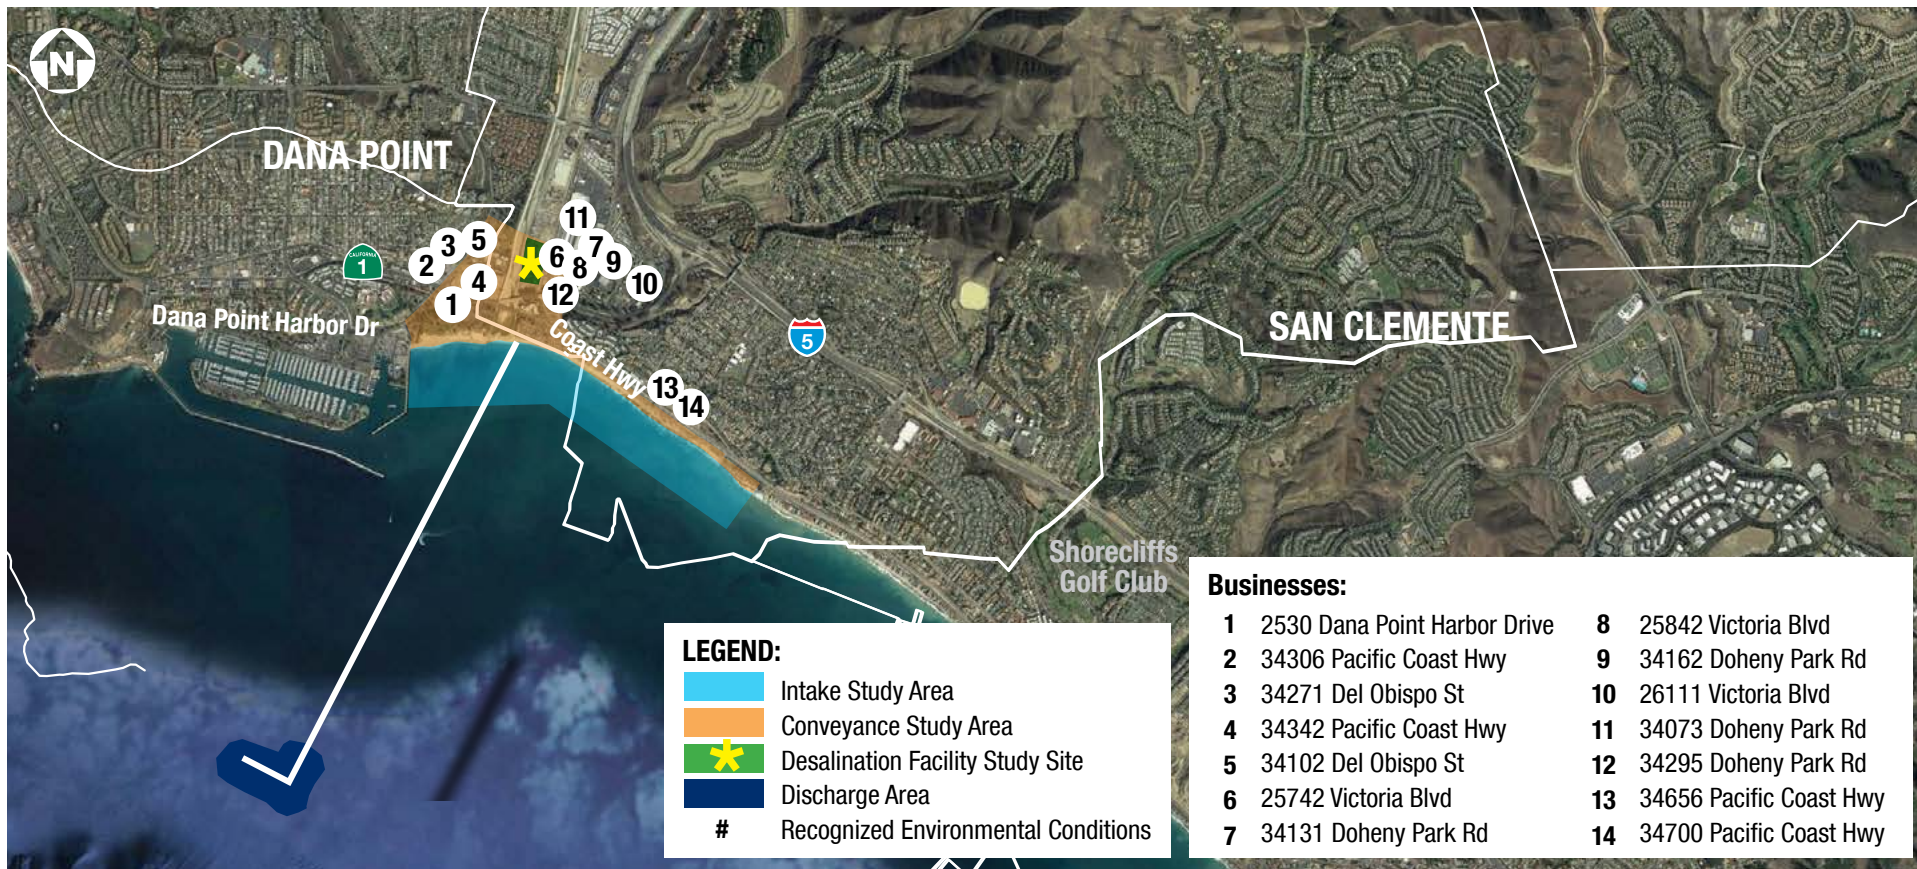 N
DANA POINT
11
3
5
7
6
9
2
8
CALIFORNIA
1
4
10
12
1
Dana Point Harbor Dr
Coast Hwy
5
SAN CLEMENTE
13
14
Shorecliffs
Golf Club
LEGEND:
Intake Study Area
Conveyance Study Area
Desalination Facility Study Site
Discharge Area
# Recognized Environmental Conditions
Businesses:
1 2530 Dana Point Harbor Drive
2 34306 Pacific Coast Hwy
3 34271 Del Obispo St
4 34342 Pacific Coast Hwy
5 34102 Del Obispo St
6 25742 Victoria Blvd
7 34131 Doheny Park Rd
8 25842 Victoria Blvd
9 34162 Doheny Park Rd
10 26111 Victoria Blvd
11 34073 Doheny Park Rd
12 34295 Doheny Park Rd
13 34656 Pacific Coast Hwy
14 34700 Pacific Coast Hwy